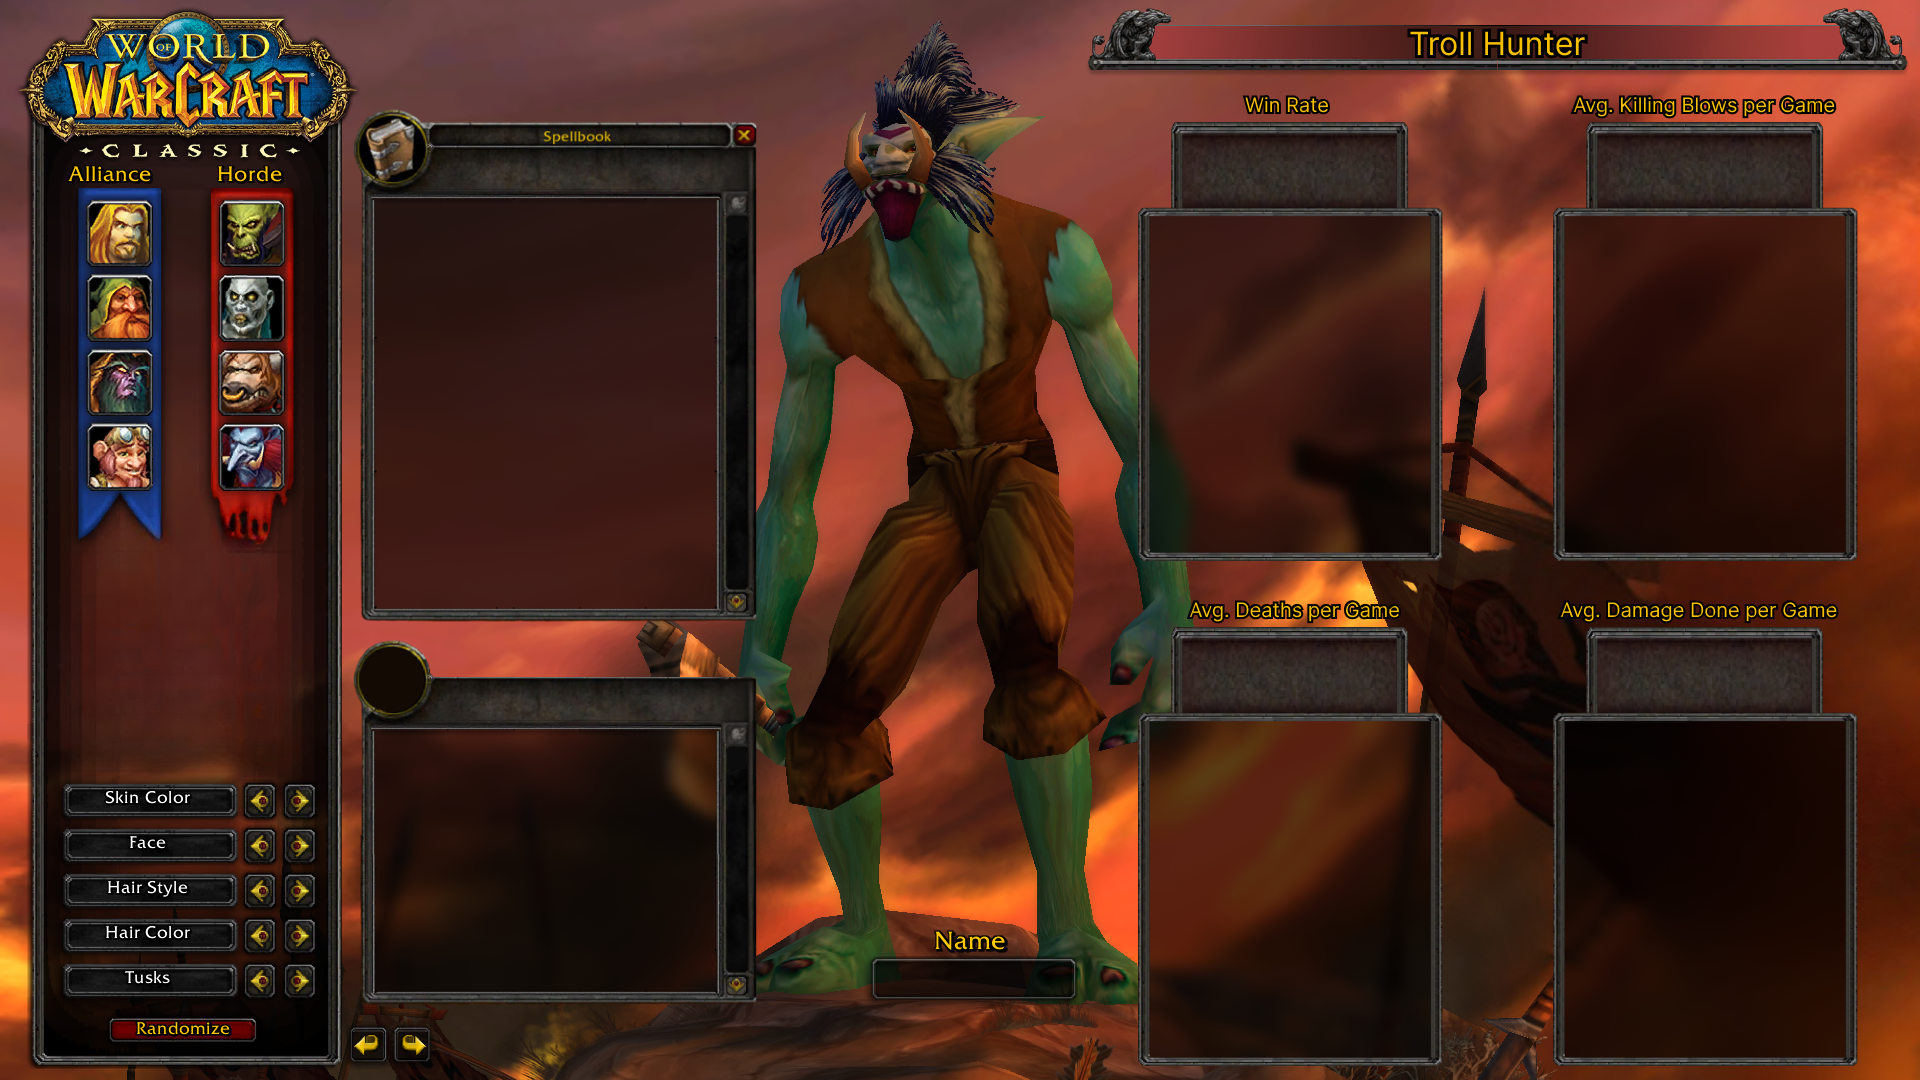 WORLD OF
WARCRAFT
CLASSIC
Alliance
Horde
Spellbook
Troll Hunter
Win Rate
Avg. Killing Blows per Game
Avg. Deaths per Game
Avg. Damage Done per Game
Skin Color
Face
Hair Style
Hair Color
Tusks
Randomize
Name